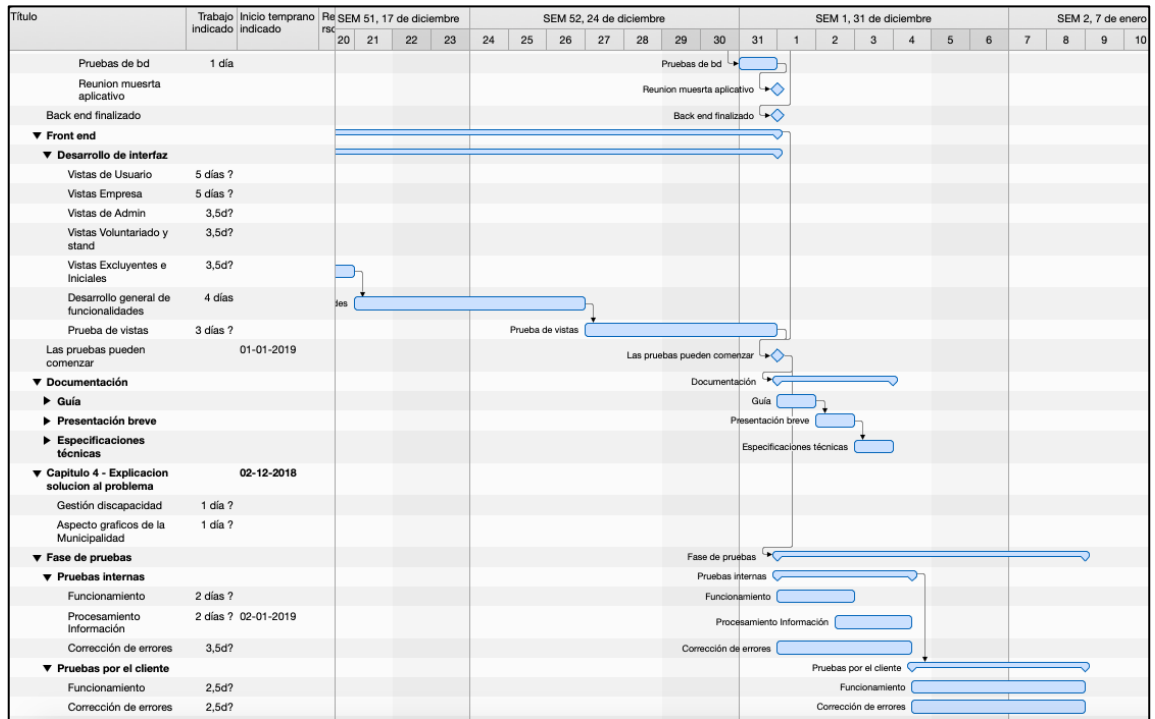 Título
Trabajo indicado
Inicio temprano indicado
Re
rso
SEM 51, 17 de diciembre
SEM 52, 24 de diciembre
SEM 1, 31 de diciembre
SEM 2, 7 de enero
20 21 22 23 24 25 26 27 28 29 30 31 1 2 3 4 5 6 7 8 9 10
Pruebas de bd 1 día Pruebas de bd
Reunion muesrta
aplicativo
Reunion muesrta aplicativo
Back end finalizado Back end finalizado
▼ Front end
▼ Desarrollo de interfaz
Vistas de Usuario 5 días ?
Vistas Empresa 5 días ?
Vistas de Admin 3,5d?
Vistas Voluntariado y
stand
3,5d?
Vistas Excluyentes e
Iniciales
3,5d?
Desarrollo general de
funcionalidades
4 días
des
Prueba de vistas 3 días ? Prueba de vistas
Las pruebas pueden
comenzar
01-01-2019
Las pruebas pueden comenzar
▼ Documentación Documentación
▶ Guía Guía
▶ Presentación breve Presentación breve
▶ Especificaciones
técnicas
Especificaciones técnicas
▼ Capitulo 4 - Explicacion
solucion al problema
02-12-2018
Gestión discapacidad 1 día ?
Aspecto graficos de la
Municipalidad
1 día ?
▼ Fase de pruebas Fase de pruebas
▼ Pruebas internas Pruebas internas
Funcionamiento 2 días ? Funcionamiento
Procesamiento
Información
2 días ? 02-01-2019
Procesamiento Información
Corrección de errores 3,5d? Corrección de errores
▼ Pruebas por el cliente Pruebas por el cliente
Funcionamiento 2,5d? Funcionamiento
Corrección de errores 2,5d? Corrección de errores